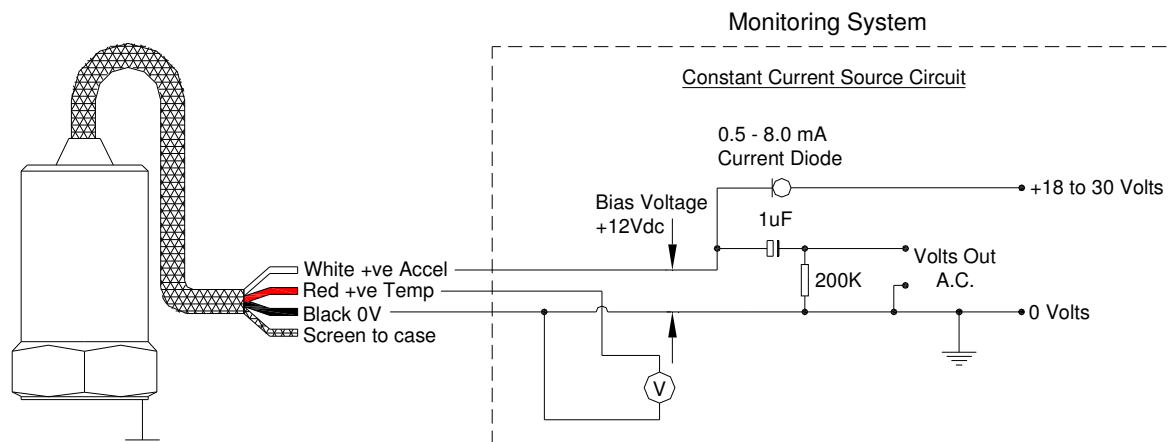 Monitoring System
Constant Current Source Circuit
0.5 - 8.0 mA
Current Diode
+18 to 30 Volts
Bias Voltage
+12Vdc
1uF
White +ve Accel
Red +ve Temp
Black 0V
Screen to case
200K
Volts Out
A.C.
0 Volts
V